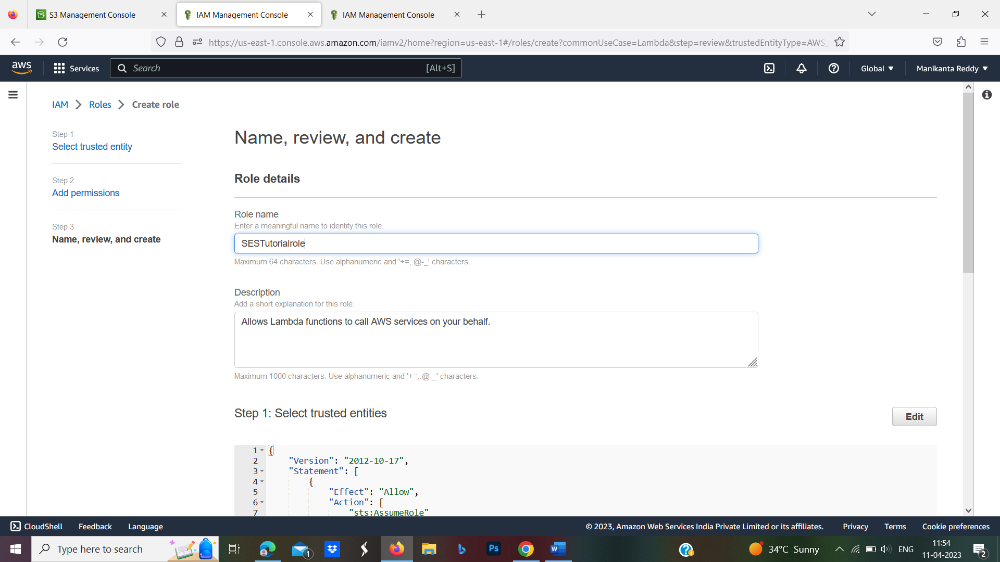 S3 Management Console
IAM Management Console
IAM Management Console
https://us-east-1.console.aws.amazon.com/iamv2/home?region=us-east-1#/roles/create?commonUseCase=Lambda&step=review&trustedEntityType=AWS_
aws
Services
Search
[Alt+S]
Global
Manikanta Reddy
IAM
Roles
Create role
Step 1
Select trusted entity
Step 2
Add permissions
Step 3
Name, review, and create
Name, review, and create
Role details
Role name
Enter a meaningful name to identify this role.
SESTutorialrole
Maximum 64 characters. Use alphanumeric and '+=,.@-_' characters.
Description
Add a short explanation for this role.
Allows Lambda functions to call AWS services on your behalf.
Maximum 1000 characters. Use alphanumeric and '+=,.@-_' characters.
Step 1: Select trusted entities
Edit
1 {
2 "Version": "2012-10-17",
3 "Statement": [
4 {
5 "Effect": "Allow",
6 "Action": [
7 "sts:AssumeRole"
CloudShell
Feedback
Language
© 2023, Amazon Web Services India Private Limited or its affiliates.
Privacy
Terms
Cookie preferences
Type here to search
1
Ps
W
34°C Sunny
ENG
11:54
11-04-2023
2